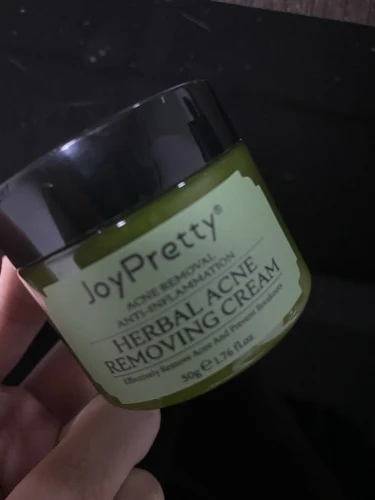 JoyPretty®
ACNE REMOVAL
ANTI-INFLAMMATION
HERBAL ACNE
REMOVING CREAM
Effectively Remove Acne And Prevent Breakouts
50g ℮ 1.76 fl.oz